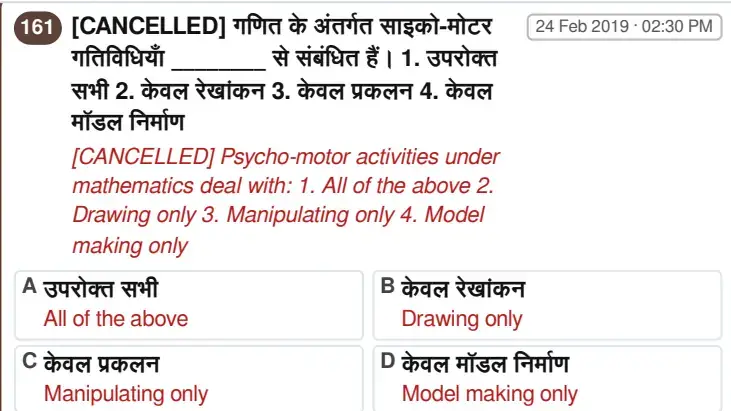 161 [CANCELLED] गणित के अंतर्गत साइको-मोटर
24 Feb 2019 · 02:30 PM
गतिविधियाँ ________ से संबंधित हैं। 1. उपरोक्त
सभी 2. केवल रेखांकन 3. केवल प्रकलन 4. केवल
मॉडल निर्माण
[CANCELLED] Psycho-motor activities under
mathematics deal with: 1. All of the above 2.
Drawing only 3. Manipulating only 4. Model
making only
A उपरोक्त सभी
All of the above
B केवल रेखांकन
Drawing only
C केवल प्रकलन
Manipulating only
D केवल मॉडल निर्माण
Model making only